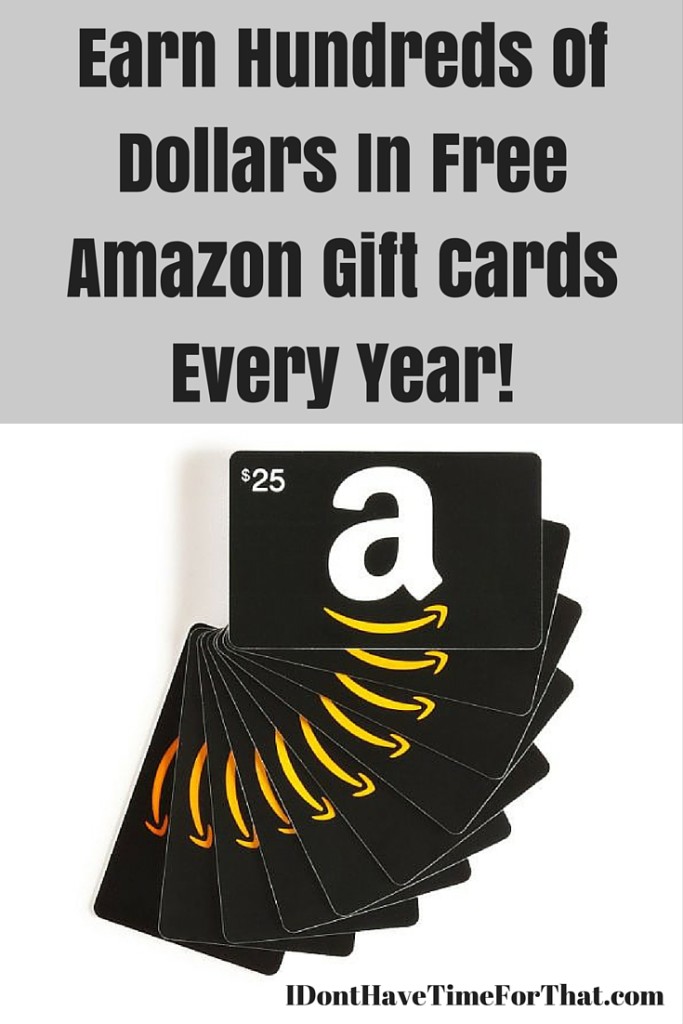 Earn Hundreds Of
Dollars In Free
Amazon Gift Cards
Every Year!
$25
a
IDontHaveTimeForThat.com